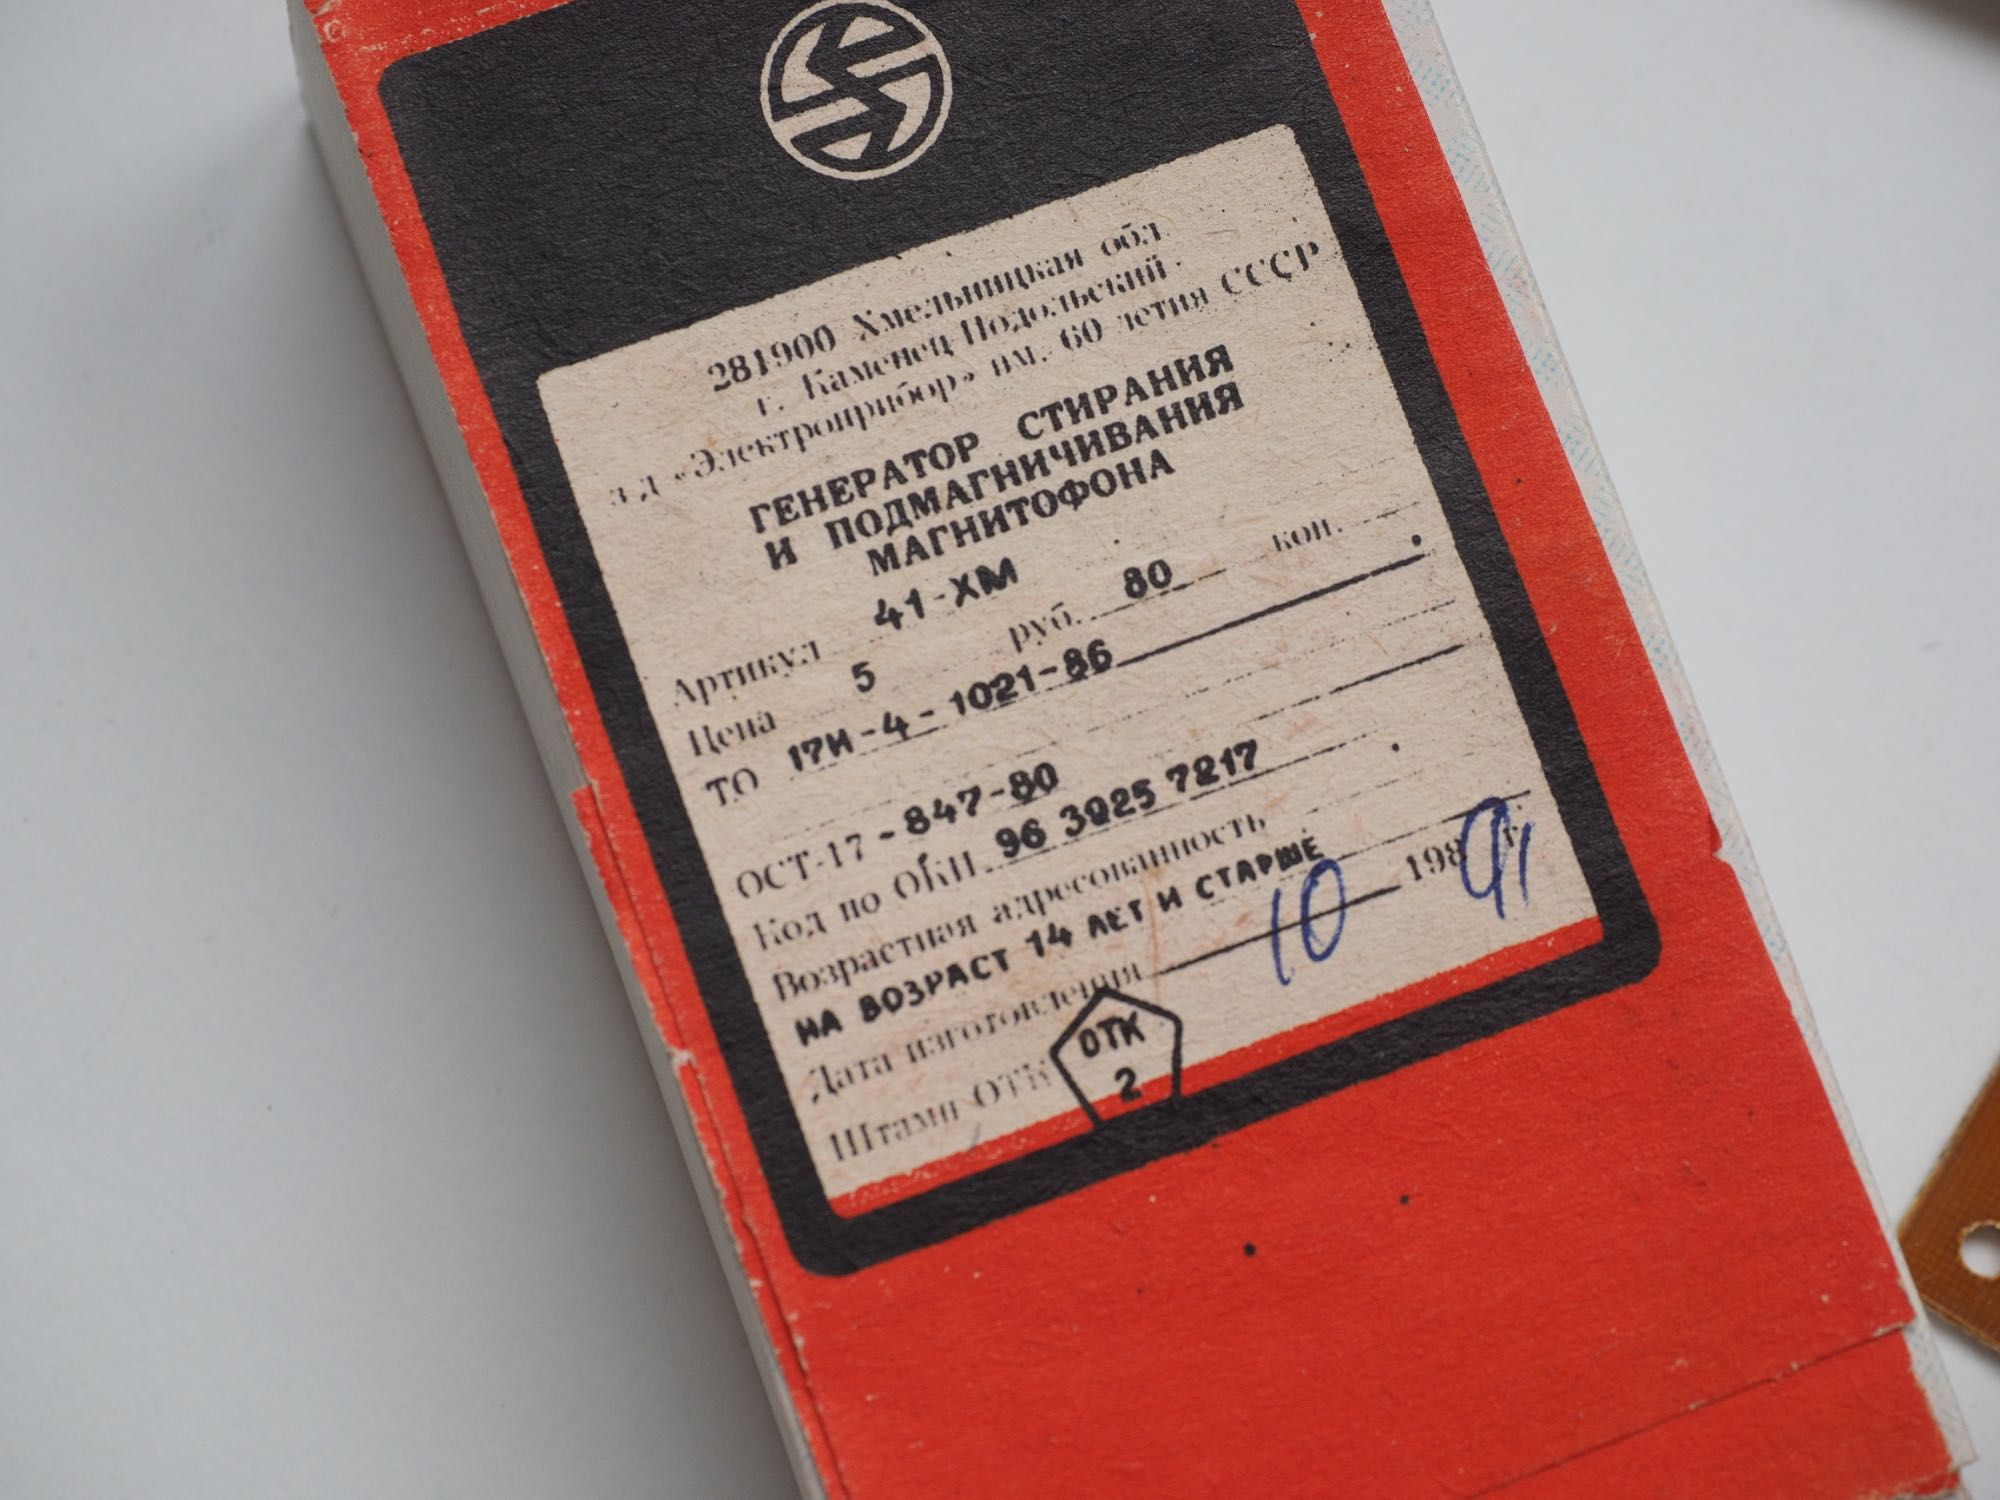 281900 Хмельницкая обл.
г. Каменец-Подольский
з-д «Электроприбор» им. 60 летия СССР
ГЕНЕРАТОР СТИРАНИЯ
И ПОДМАГНИЧИВАНИЯ
МАГНИТОФОНА
Артикул 41-ХМ
Цена 5 руб. 80 коп.
ТО 17И-4-1021-86
ОСТ-17-847-80
Код по ОКП 96 3925 7217
Возрастная адресованность
НА ВОЗРАСТ 14 ЛЕТ И СТАРШЕ
Дата изготовления 10 198 91 г.
Штамп ОТК ОТК
2